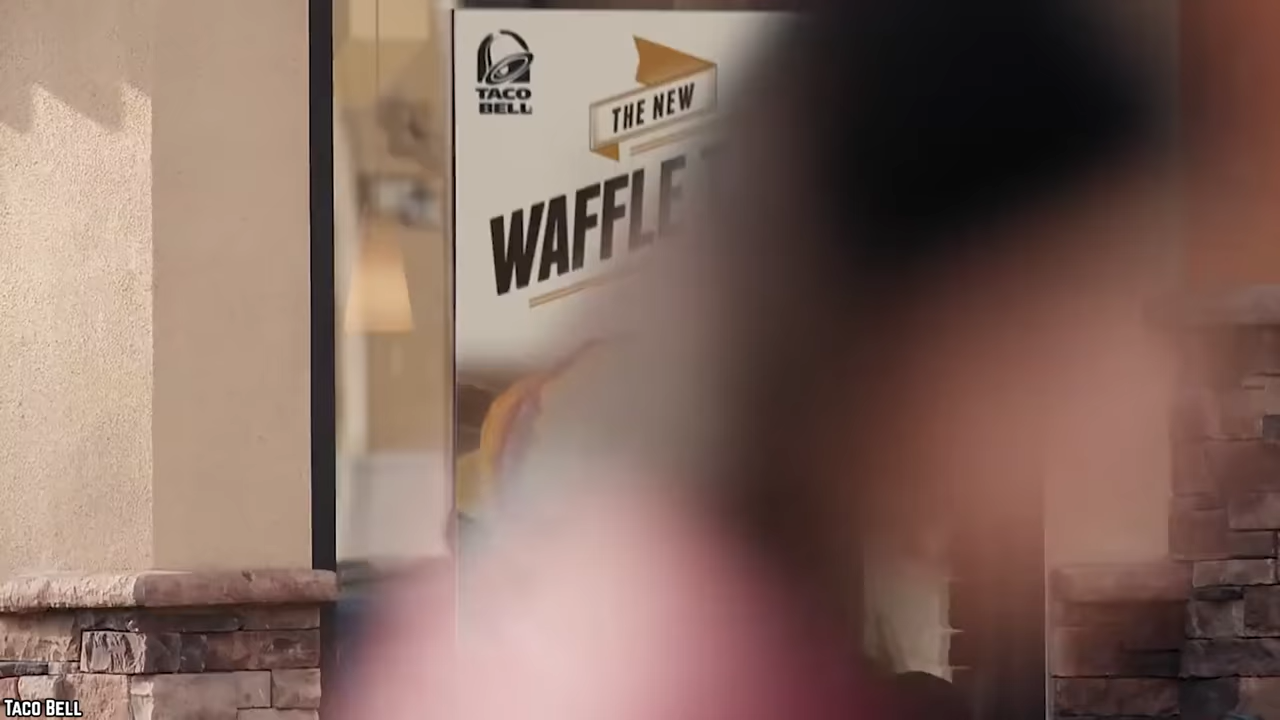 TACO
BELL
THE NEW
WAFFLE
TACO BELL